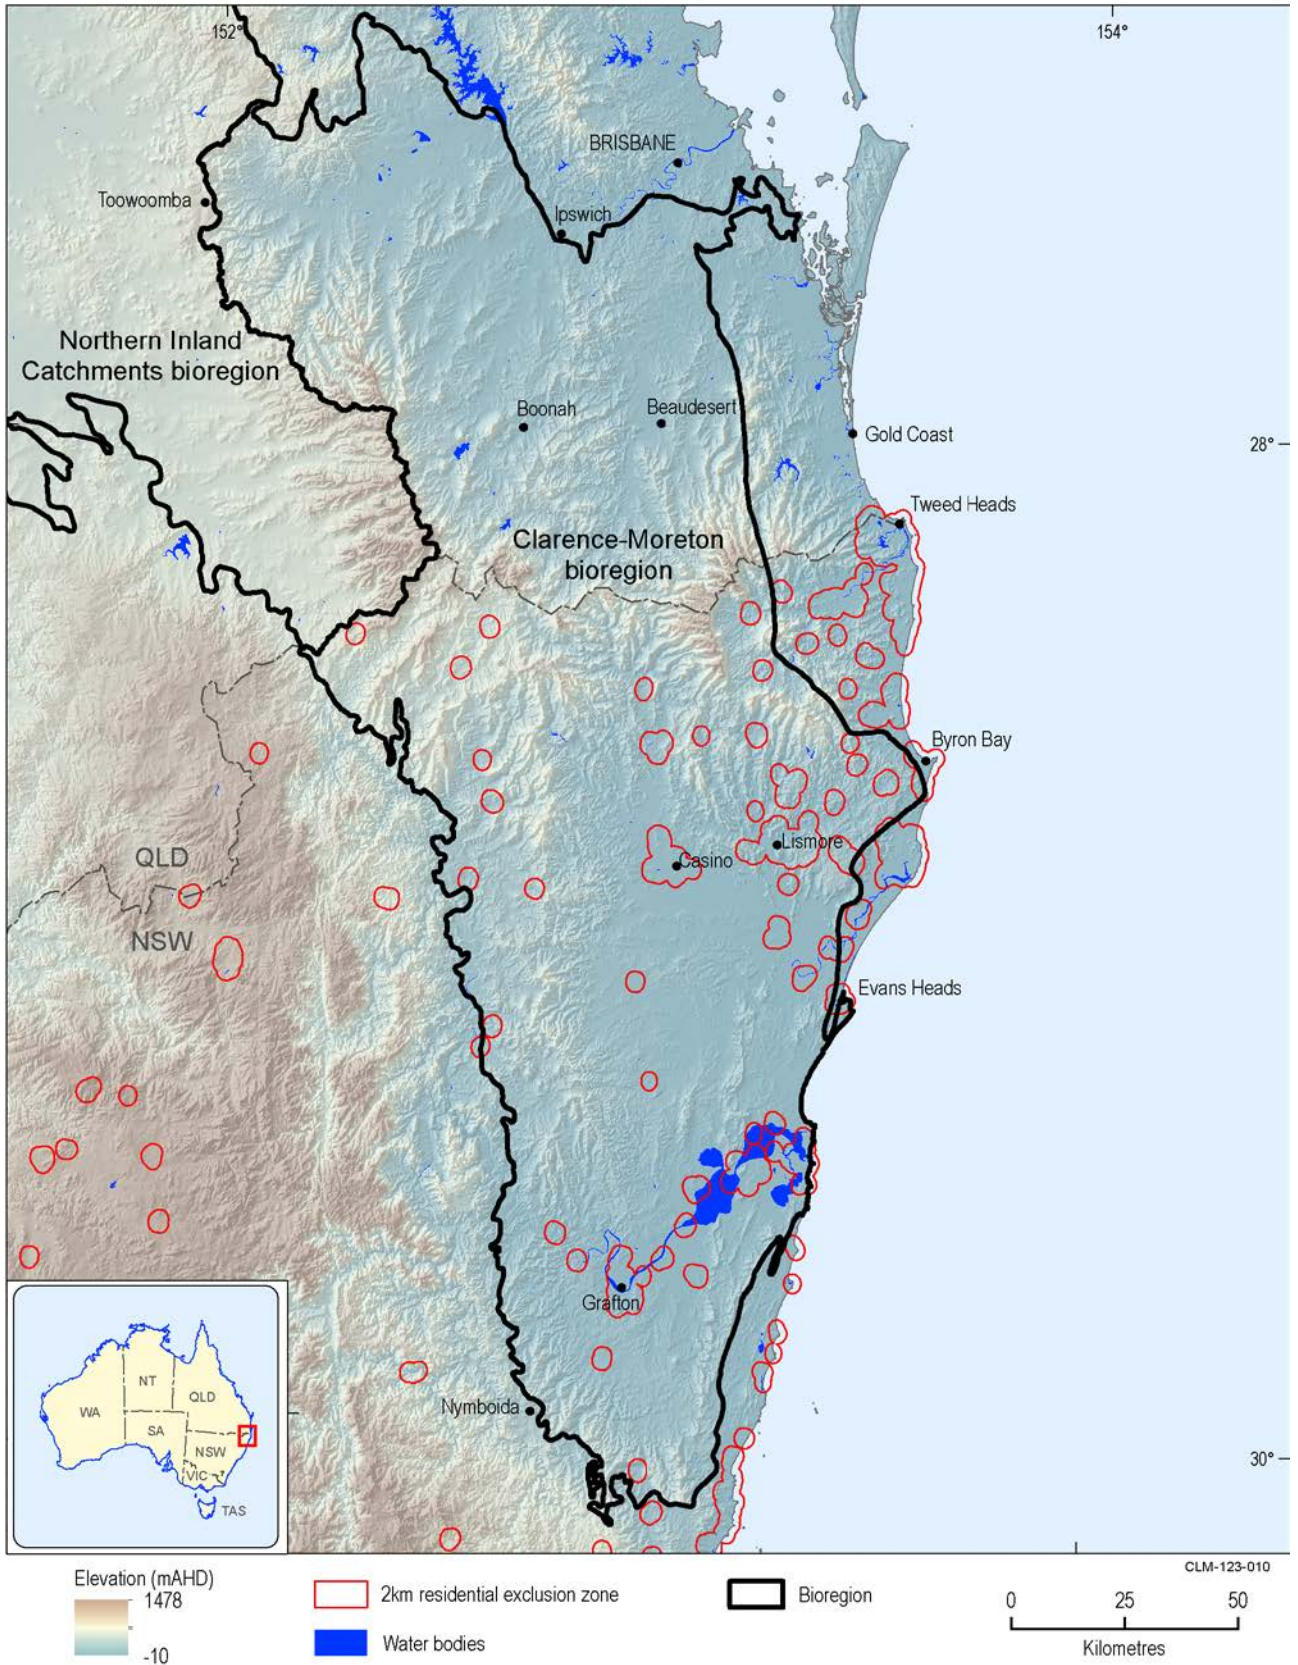 152°
154°
BRISBANE
Toowoomba
Ipswich
Northern Inland
Catchments bioregion
Boonah
Beaudesert
Gold Coast
28°
Tweed Heads
Clarence-Moreton
bioregion
Byron Bay
QLD
Lismore
Casino
NSW
Evans Heads
Grafton
Nymboida
30°
NT
QLD
WA
SA
NSW
VIC
TAS
CLM-123-010
Elevation (mAHD)
1478
-10
2km residential exclusion zone
Water bodies
Bioregion
0 25 50
Kilometres